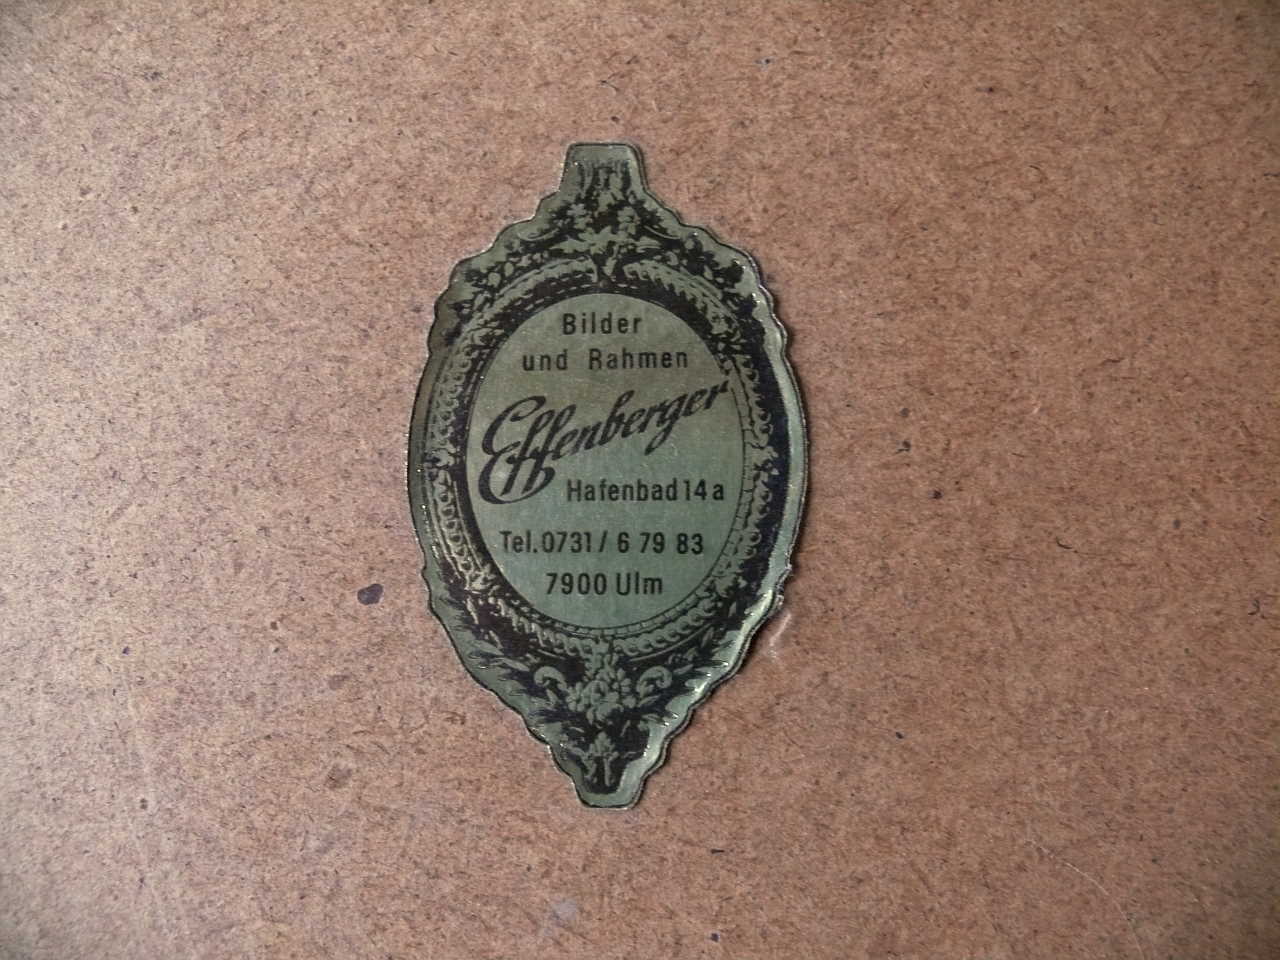 Bilder
und Rahmen
Effenberger
Hafenbad 14 a
Tel. 0731 / 6 79 83
7900 Ulm